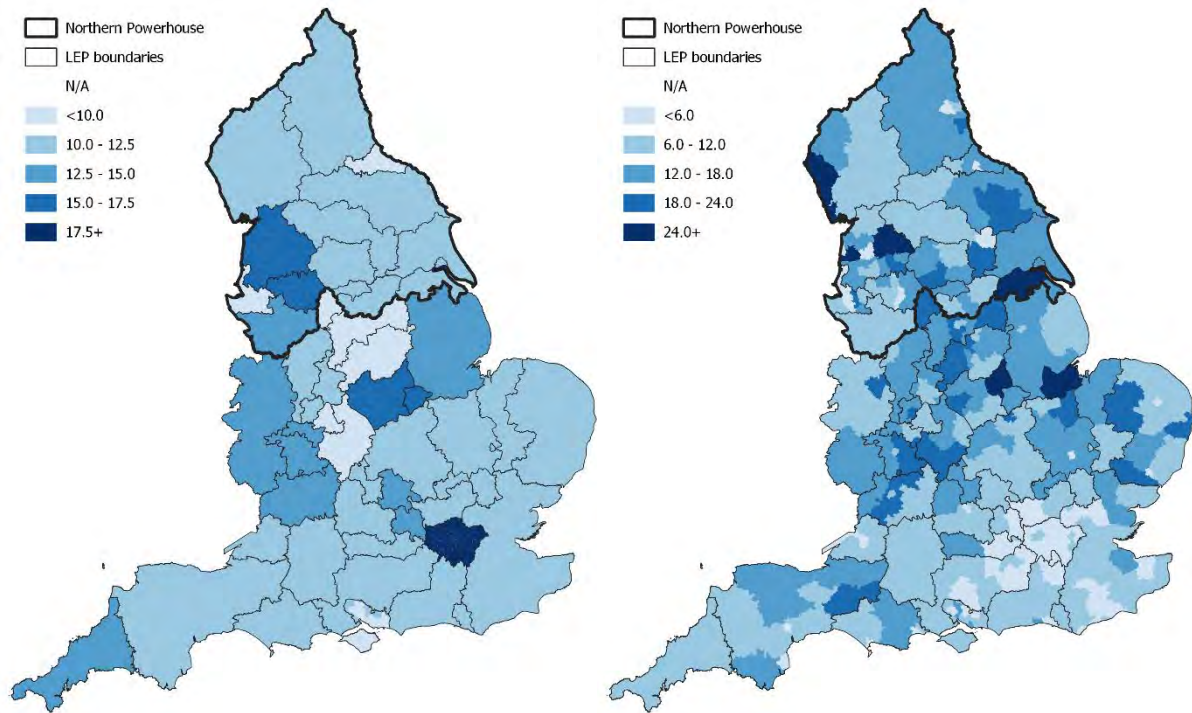 Northern Powerhouse
LEP boundaries
N/A
<10.0
10.0 - 12.5
12.5 - 15.0
15.0 - 17.5
17.5+
Northern Powerhouse
LEP boundaries
N/A
<6.0
6.0 - 12.0
12.0 - 18.0
18.0 - 24.0
24.0+